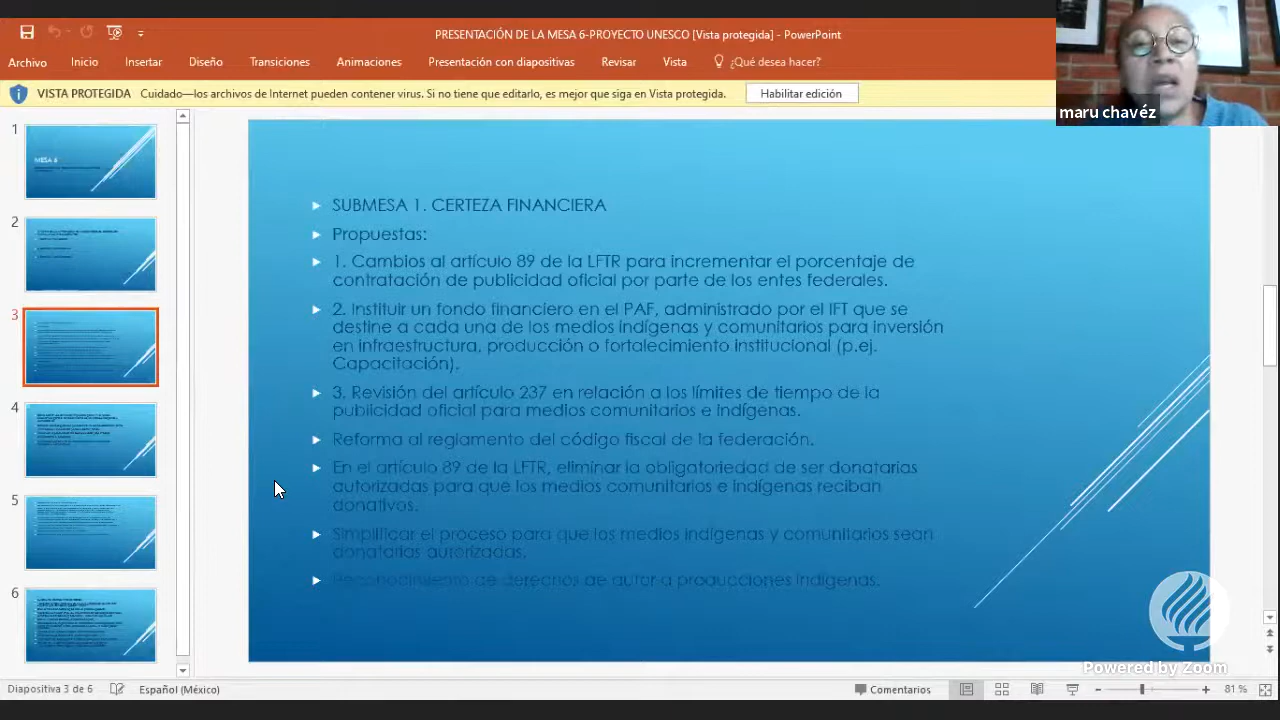 PRESENTACIÓN DE LA MESA 6-PROYECTO UNESCO [Vista protegida] - PowerPoint
Archivo Inicio Insertar Diseño Transiciones Animaciones Presentación con diapositivas Revisar Vista ¿Qué desea hacer?
VISTA PROTEGIDA Cuidado—los archivos de Internet pueden contener virus. Si no tiene que editarlo, es mejor que siga en Vista protegida. Habilitar edición
maru chavéz
1
MESA 6
2
3
4
5
6
SUBMESA 1. CERTEZA FINANCIERA
Propuestas:
1. Cambios al artículo 89 de la LFTR para incrementar el porcentaje de
contratación de publicidad oficial por parte de los entes federales.
2. Instituir un fondo financiero en el PAF, administrado por el IFT que se
destine a cada una de los medios indígenas y comunitarios para inversión
en infraestructura, producción o fortalecimiento institucional (p.ej.
Capacitación).
3. Revisión del artículo 237 en relación a los límites de tiempo de la
publicidad oficial para medios comunitarios e indígenas.
Reforma al reglamento del código fiscal de la federación.
En el artículo 89 de la LFTR, eliminar la obligatoriedad de ser donatarias
autorizadas para que los medios comunitarios e indígenas reciban
donativos.
Simplificar el proceso para que los medios indígenas y comunitarios sean
donatarias autorizadas.
Reconocimiento de derechos de autor a producciones indígenas.
Powered by Zoom
Diapositiva 3 de 6 Español (México) Comentarios 81 %